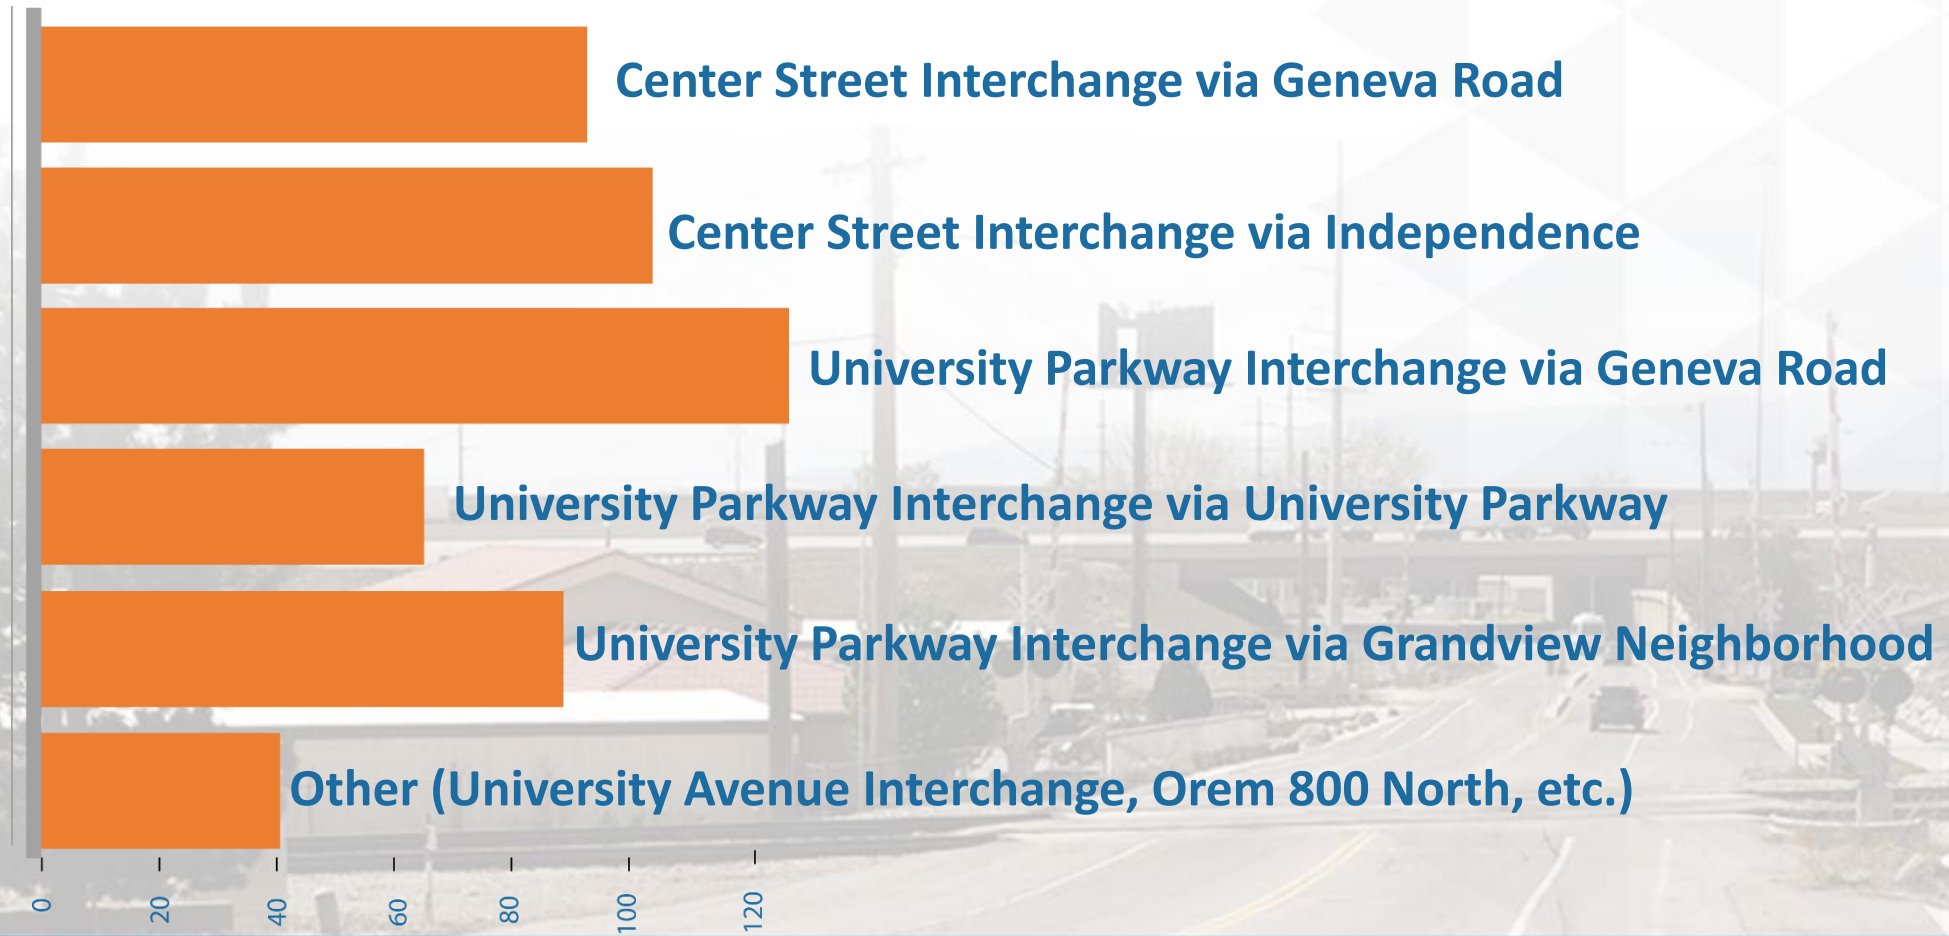 Center Street Interchange via Geneva Road
Center Street Interchange via Independence
University Parkway Interchange via Geneva Road
University Parkway Interchange via University Parkway
University Parkway Interchange via Grandview Neighborhood
Other (University Avenue Interchange, Orem 800 North, etc.)
0 20 40 60 80 100 120